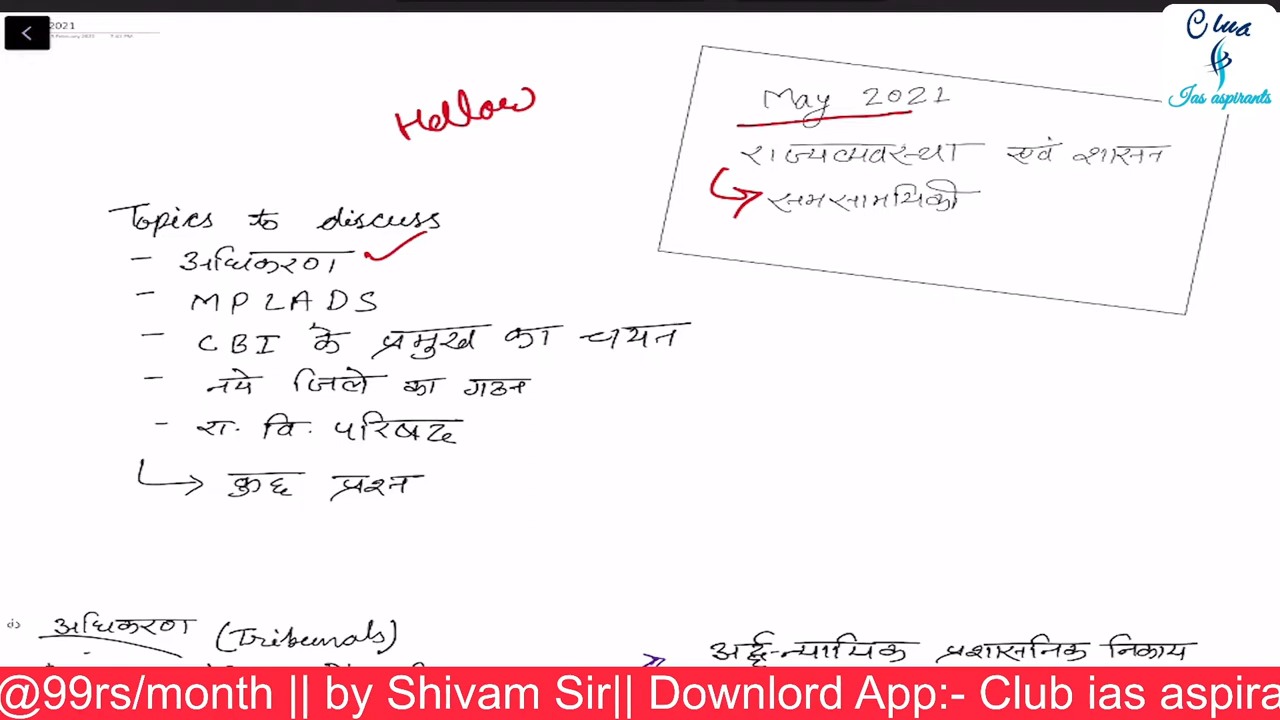 2021
Clua
Ias aspirants
Hellow
May 2021
राज्यव्यवस्था एवं शासन
समसामयिकी
Topics to discuss
- अधिकरण
- MPLADS
- CBI के प्रमुख का चयन
- नये जिले का गठन
- रा. वि. परिषद
कुछ प्रश्न
अधिकरण (Tribunals)
अर्द्ध-न्यायिक प्रशासनिक निकाय
@99rs/month || by Shivam Sir|| Downlord App:- Club ias aspira